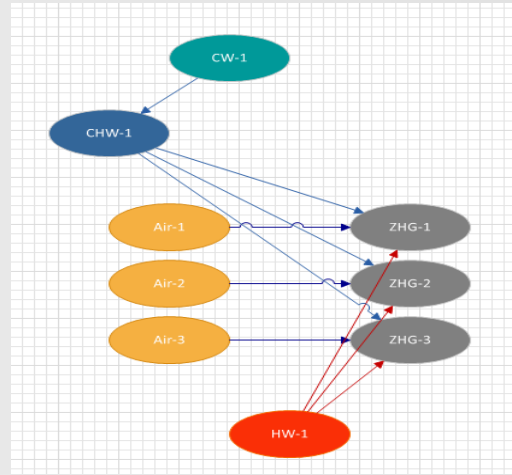 CW-1
CHW-1
Air-1
ZHG-1
Air-2
ZHG-2
Air-3
ZHG-3
HW-1